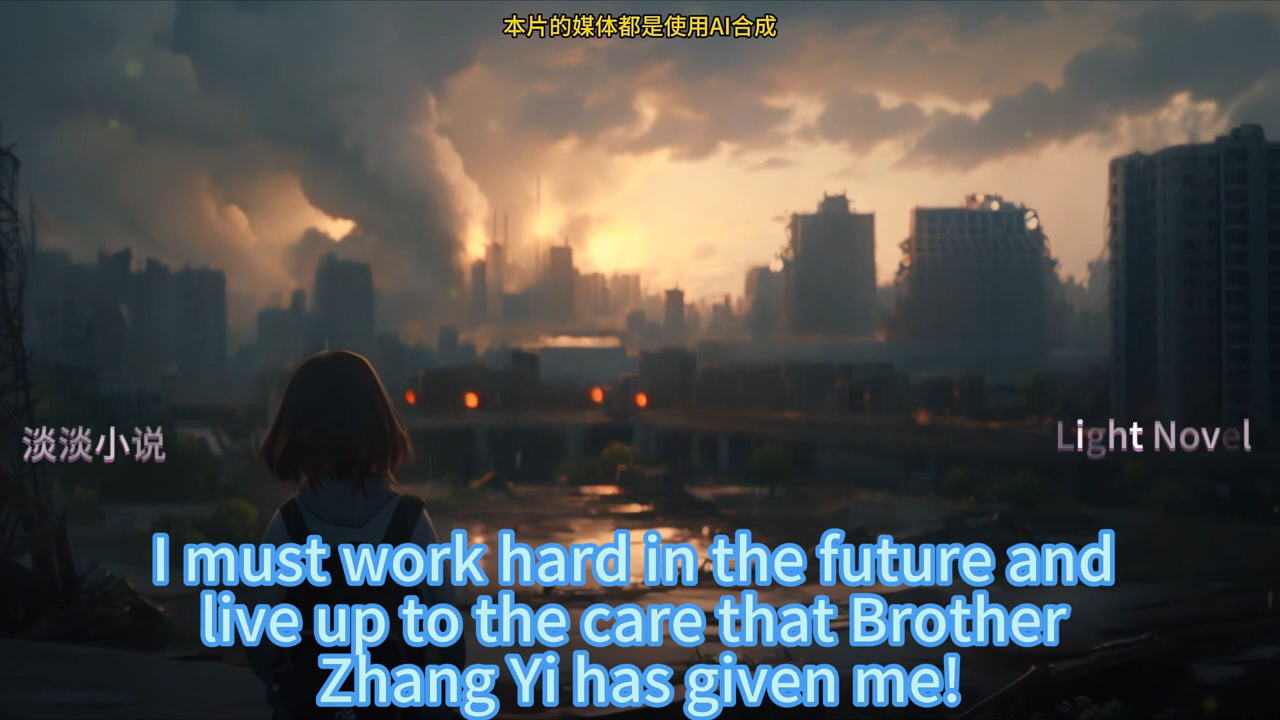 本片的媒体都是使用AI合成
淡淡小说
Light Novel
I must work hard in the future and
live up to the care that Brother
Zhang Yi has given me!